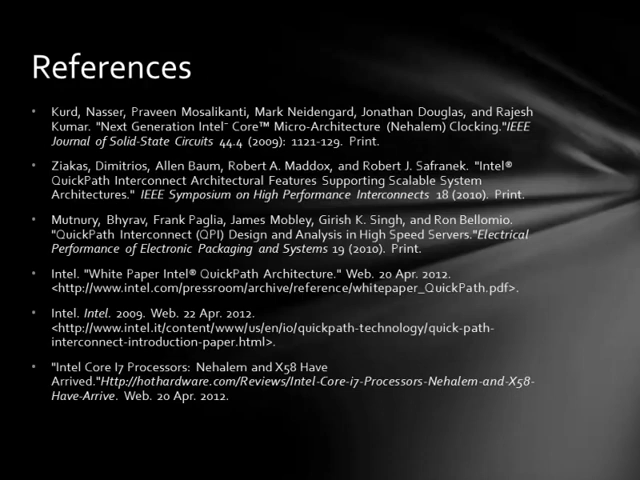 References
• Kurd, Nasser, Praveen Mosalikanti, Mark Neidengard, Jonathan Douglas, and Rajesh
Kumar. "Next Generation Intel¯ Core™ Micro-Architecture (Nehalem) Clocking."IEEE
Journal of Solid-State Circuits 44.4 (2009): 1121-129. Print.
• Ziakas, Dimitrios, Allen Baum, Robert A. Maddox, and Robert J. Safranek. "Intel®
QuickPath Interconnect Architectural Features Supporting Scalable System
Architectures." IEEE Symposium on High Performance Interconnects 18 (2010). Print.
• Mutnury, Bhyrav, Frank Paglia, James Mobley, Girish K. Singh, and Ron Bellomio.
"QuickPath Interconnect (QPI) Design and Analysis in High Speed Servers."Electrical
Performance of Electronic Packaging and Systems 19 (2010). Print.
• Intel. "White Paper Intel® QuickPath Architecture." Web. 20 Apr. 2012.
<http://www.intel.com/pressroom/archive/reference/whitepaper_QuickPath.pdf>.
• Intel. Intel. 2009. Web. 22 Apr. 2012.
<http://www.intel.it/content/www/us/en/io/quickpath-technology/quick-path-
interconnect-introduction-paper.html>.
• "Intel Core I7 Processors: Nehalem and X58 Have
Arrived."Http://hothardware.com/Reviews/Intel-Core-i7-Processors-Nehalem-and-X58-
Have-Arrive. Web. 20 Apr. 2012.